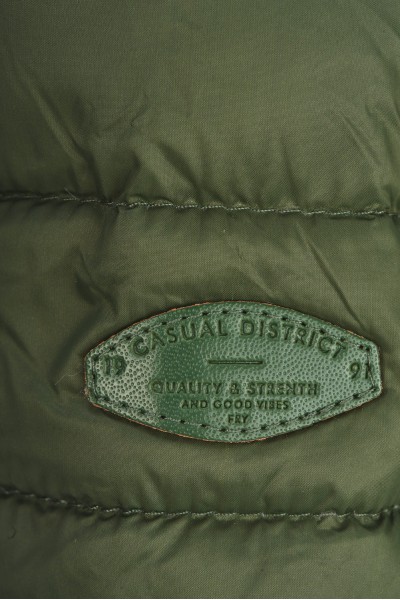 CASUAL DISTRICT
19 91
QUALITY & STRENTH
AND GOOD VIBES
FRY